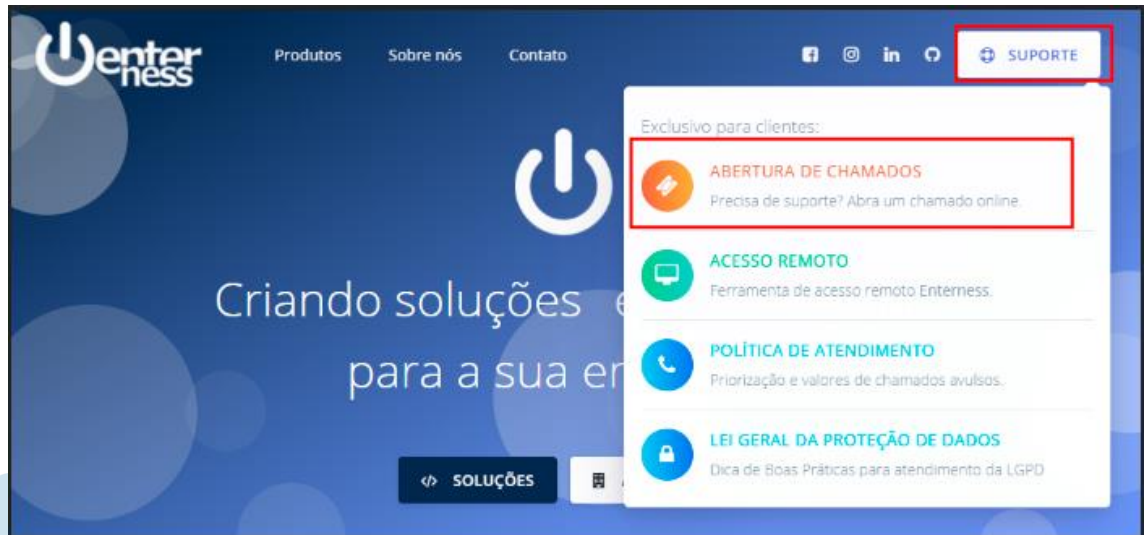 enter
ness
Produtos
Sobre nós
Contato
in
SUPORTE
Exclusivo para clientes:
ABERTURA DE CHAMADOS
Precisa de suporte? Abra um chamado online.
ACESSO REMOTO
Ferramenta de acesso remoto Enterness.
POLÍTICA DE ATENDIMENTO
Priorização e valores de chamados avulsos.
LEI GERAL DA PROTEÇÃO DE DADOS
Dica de Boas Práticas para atendimento da LGPD
Criando soluções
para a sua
</> SOLUÇÕES